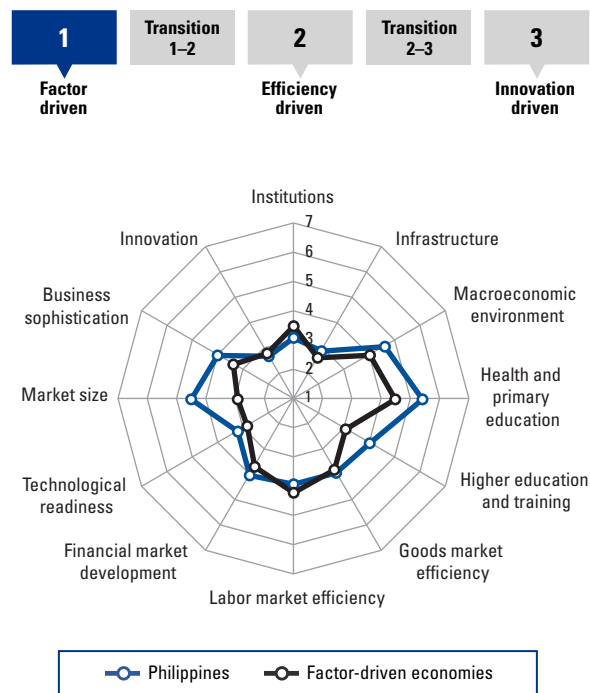 1
Transition
1–2
2
Transition
2–3
3
Factor
driven
Efficiency
driven
Innovation
driven
Institutions
7
Innovation
Infrastructure
6
Business
sophistication
5
Macroeconomic
environment
4
3
2
Market size
1
Health and
primary
education
Technological
readiness
Higher education
and training
Financial market
development
Goods market
efficiency
Labor market efficiency
Philippines
Factor-driven economies